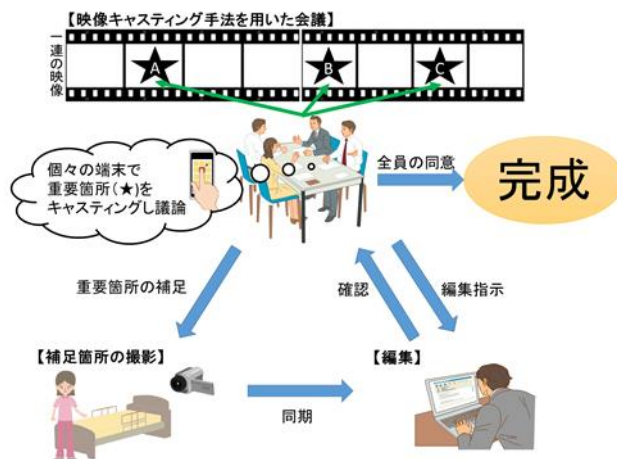 【映像キャスティング手法を用いた会議】
一連の映像
A
B
C
個々の端末で
重要箇所(★)を
キャスティングし議論
全員の同意
完成
重要箇所の補足
確認
編集指示
【補足箇所の撮影】
【編集】
同期